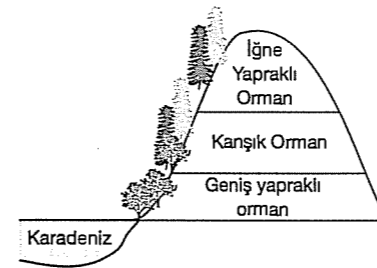 İğne
Yapraklı
Orman
Kanşık Orman
Geniş yapraklı
orman
Karadeniz